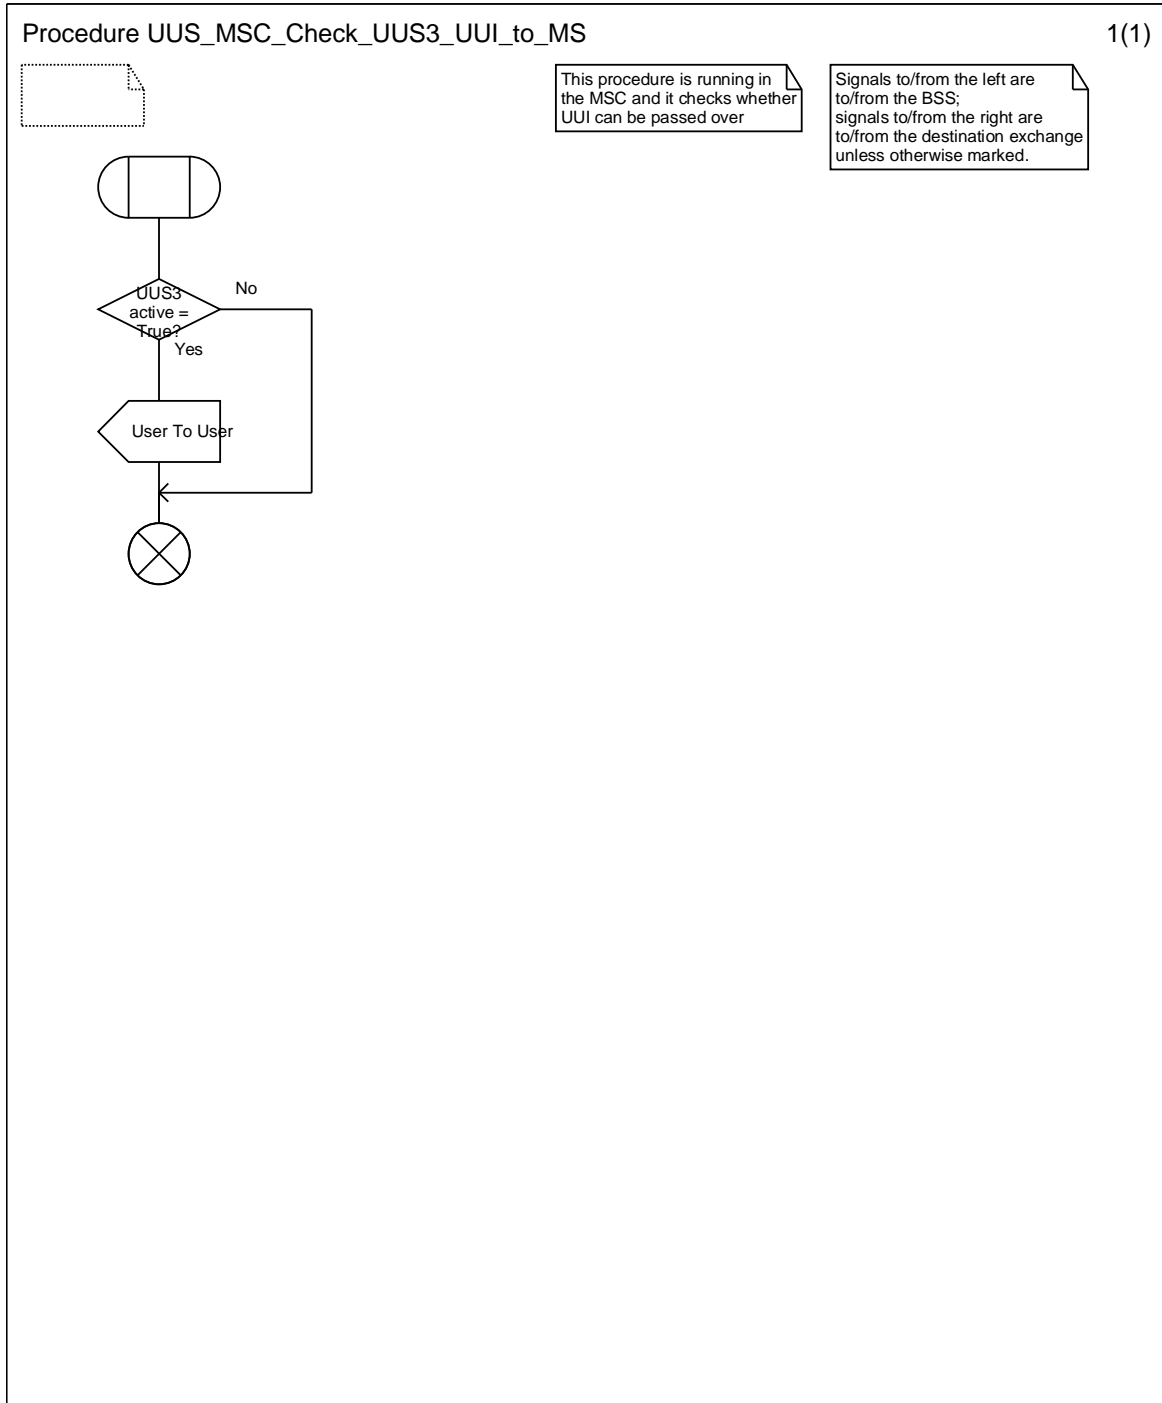 Procedure UUS_MSC_Check_UUS3_UUI_to_MS
1(1)
This procedure is running in
the MSC and it checks whether
UUI can be passed over
Signals to/from the left are
to/from the BSS;
signals to/from the right are
to/from the destination exchange
unless otherwise marked.
UUS3
active =
True?
No
Yes
User To User